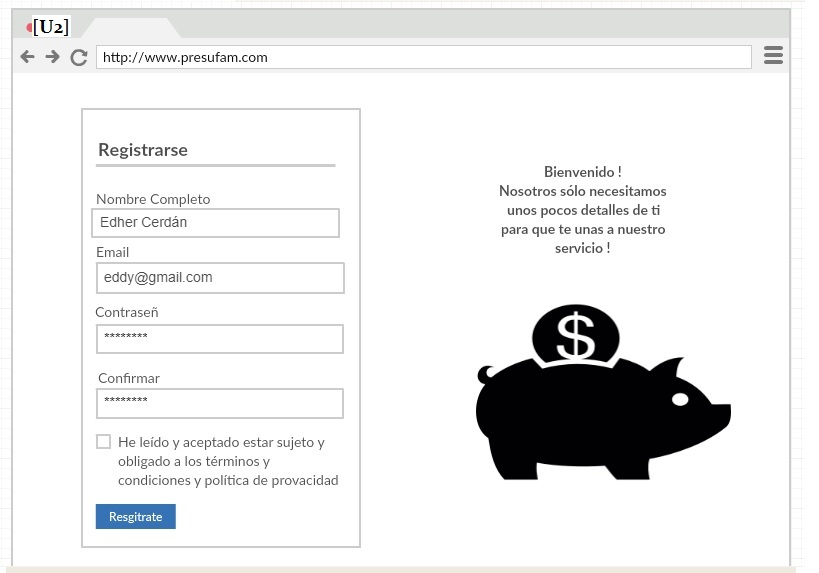 [U2]
http://www.presufam.com
Registrarse
Nombre Completo
Edher Cerdán
Email
eddy@gmail.com
Contraseñ
********
Confirmar
********
He leído y aceptado estar sujeto y
obligado a los términos y
condiciones y política de provacidad
Resgitrate
Bienvenido !
Nosotros sólo necesitamos
unos pocos detalles de ti
para que te unas a nuestro
servicio !
$